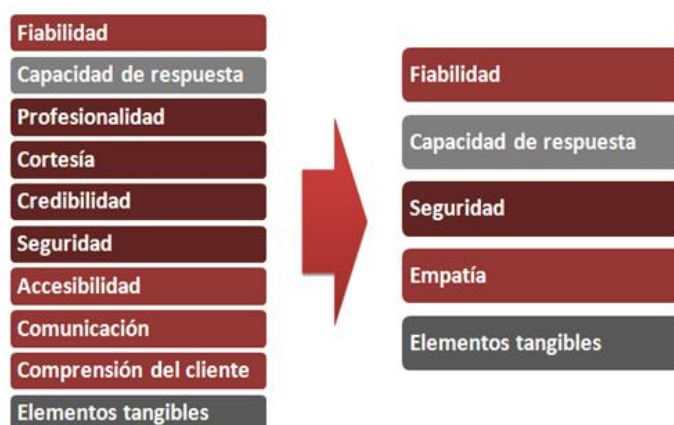 Fiabilidad
Capacidad de respuesta
Profesionalidad
Cortesía
Credibilidad
Seguridad
Accesibilidad
Comunicación
Comprensión del cliente
Elementos tangibles
Fiabilidad
Capacidad de respuesta
Seguridad
Empatía
Elementos tangibles